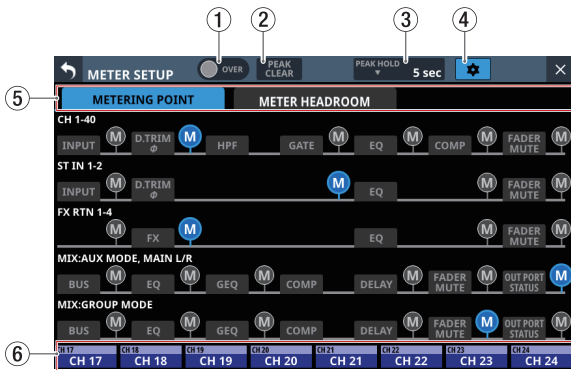 ① ② ③ ④
METER SETUP OVER PEAK CLEAR PEAK HOLD ▼ 5 sec ×
⑤
METERING POINT METER HEADROOM
CH 1-40
INPUT M D.TRIM Φ M HPF GATE M EQ M COMP M FADER MUTE M
ST IN 1-2
INPUT M D.TRIM Φ M EQ M FADER MUTE M
FX RTN 1-4
M FX M EQ M FADER MUTE M
MIX:AUX MODE, MAIN L/R
BUS M EQ M GEQ M COMP DELAY M FADER MUTE M OUT PORT STATUS M
MIX:GROUP MODE
BUS M EQ M GEQ M COMP DELAY M FADER MUTE M OUT PORT STATUS M
⑥
CH 17 CH 18 CH 19 CH 20 CH 21 CH 22 CH 23 CH 24
CH 17 CH 18 CH 19 CH 20 CH 21 CH 22 CH 23 CH 24